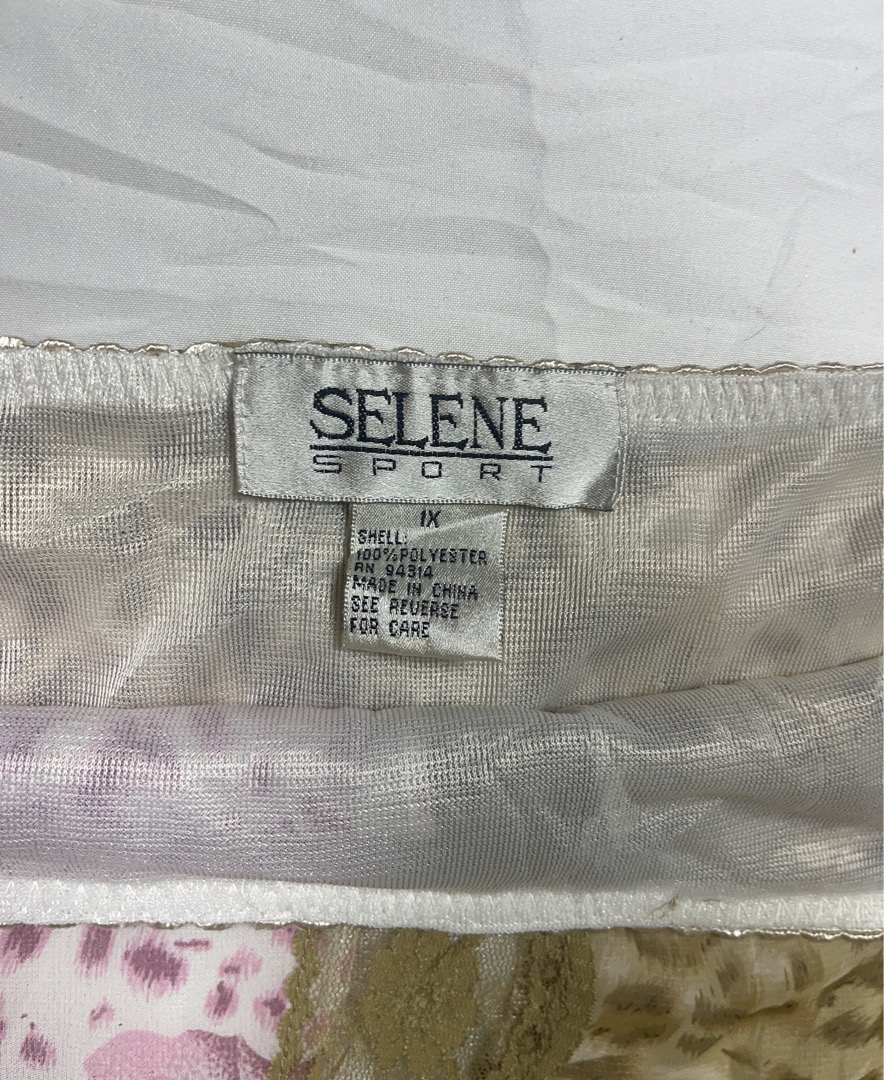 SELENE
SPORT
1X
SHELL:
100%POLYESTER
RN 94314
MADE IN CHINA
SEE REVERSE
FOR CARE